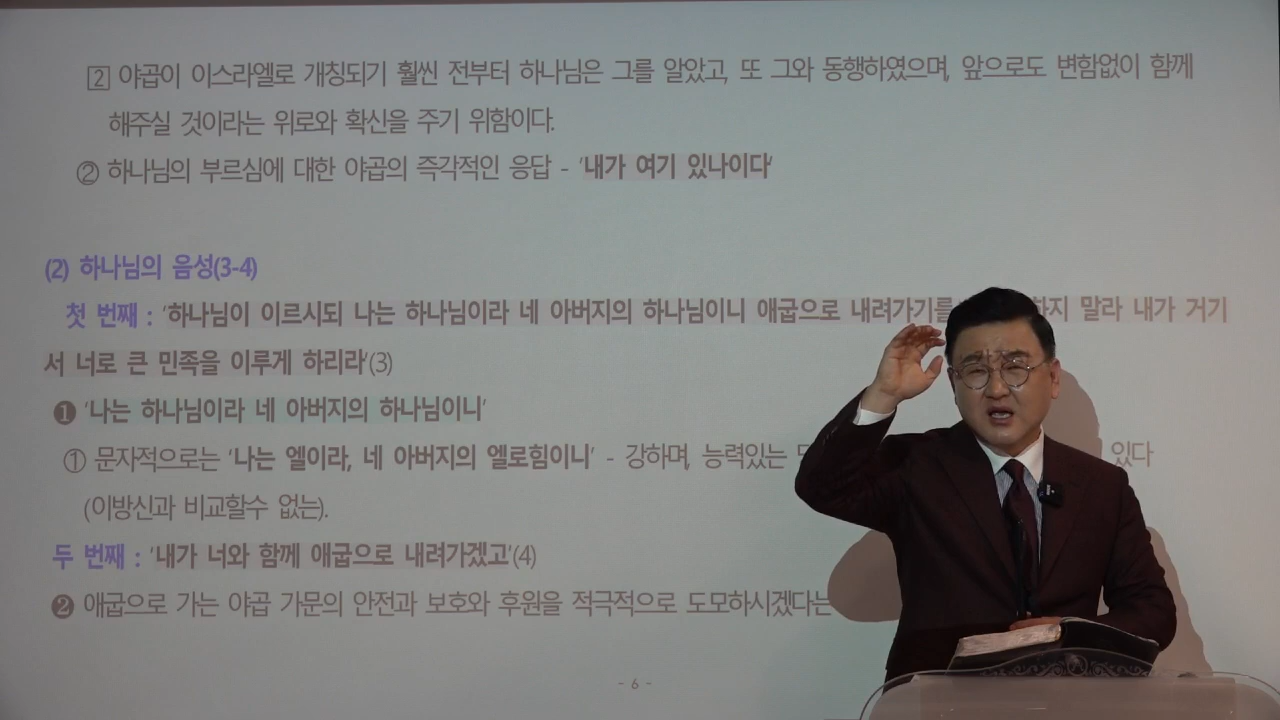 ② 야곱이 이스라엘로 개칭되기 훨씬 전부터 하나님은 그를 알았고, 또 그와 동행하였으며, 앞으로도 변함없이 함께
해주실 것이라는 위로와 확신을 주기 위함이다.
② 하나님의 부르심에 대한 야곱의 즉각적인 응답 - '내가 여기 있나이다'
(2) 하나님의 음성(3-4)
첫 번째 : '하나님이 이르시되 나는 하나님이라 네 아버지의 하나님이니 애굽으로 내려가기를 하지 말라 내가 거기
서 너로 큰 민족을 이루게 하리라'(3)
❶ '나는 하나님이라 네 아버지의 하나님이니'
① 문자적으로는 '나는 엘이라, 네 아버지의 엘로힘이니' - 강하며, 능력있는 있다
(이방신과 비교할수 없는).
두 번째 : '내가 너와 함께 애굽으로 내려가겠고'(4)
❷ 애굽으로 가는 야곱 가문의 안전과 보호와 후원을 적극적으로 도모하시겠다는
- 6 -